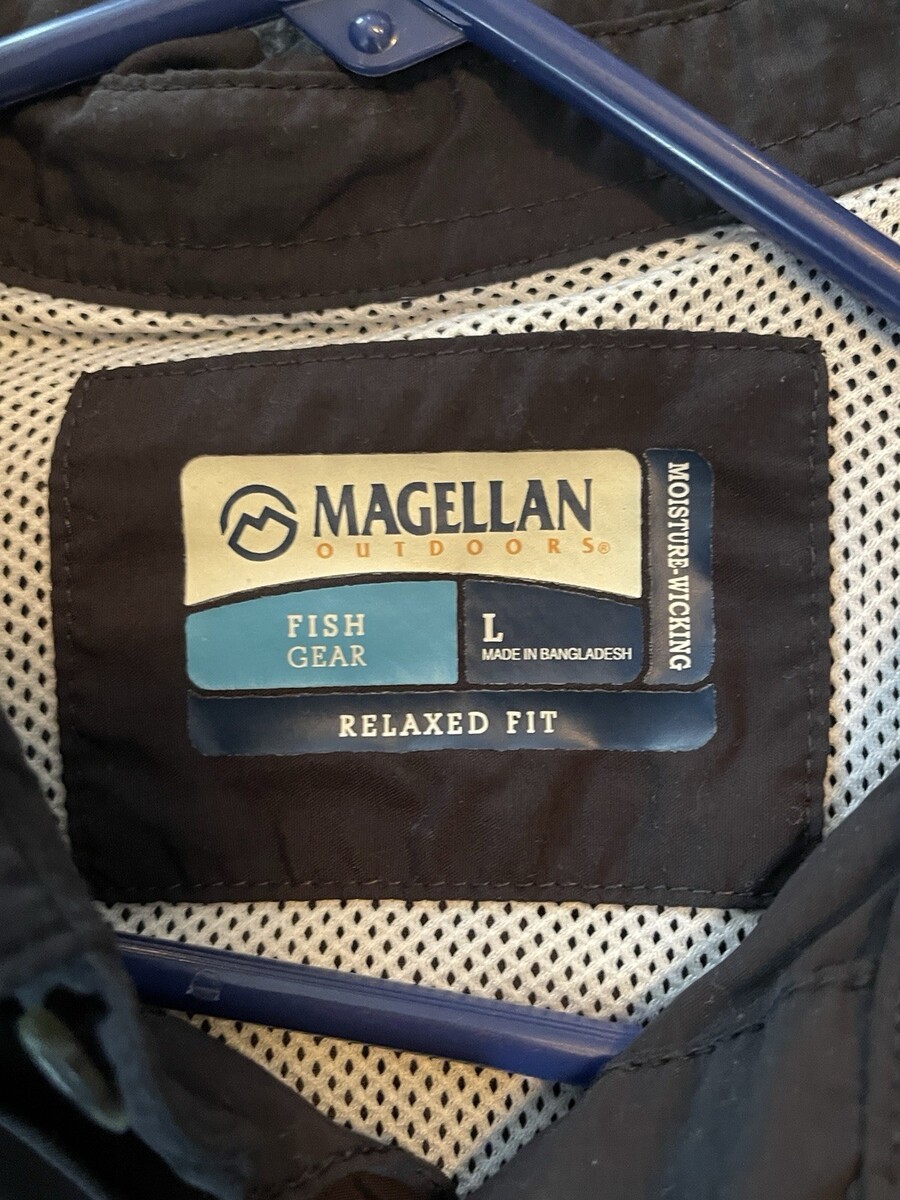 MAGELLAN
OUTDOORS®
FISH
GEAR
L
MADE IN BANGLADESH
MOISTURE-WICKING
RELAXED FIT